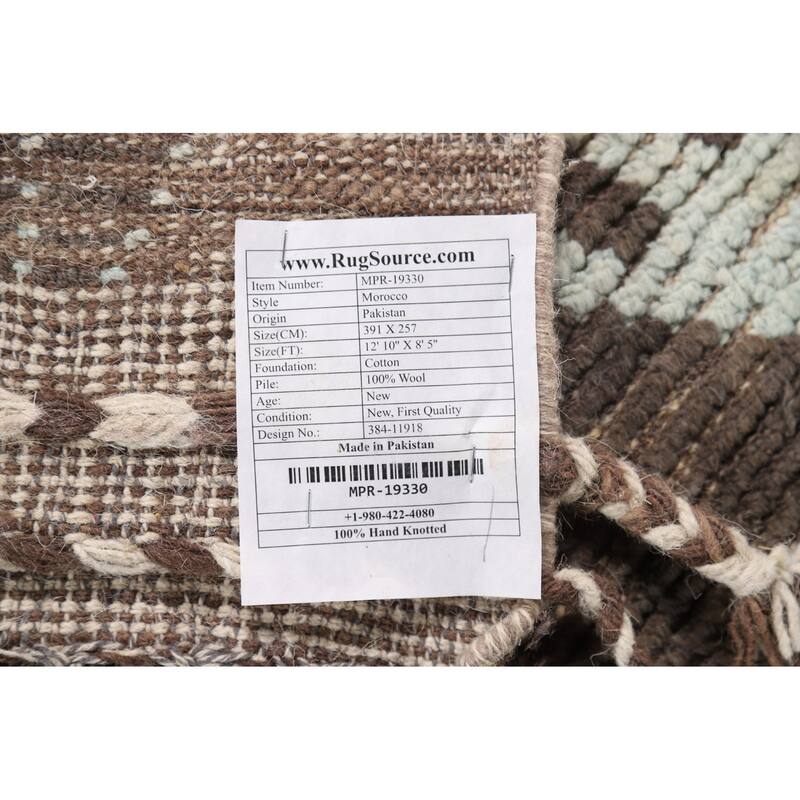 www.RugSource.com
Item Number: MPR-19330
Style Morocco
Origin Pakistan
Size(CM): 391 X 257
Size(FT): 12' 10" X 8' 5"
Foundation: Cotton
Pile: 100% Wool
Age: New
Condition: New, First Quality
Design No.: 384-11918
Made in Pakistan
MPR-19330
+1-980-422-4080
100% Hand Knotted